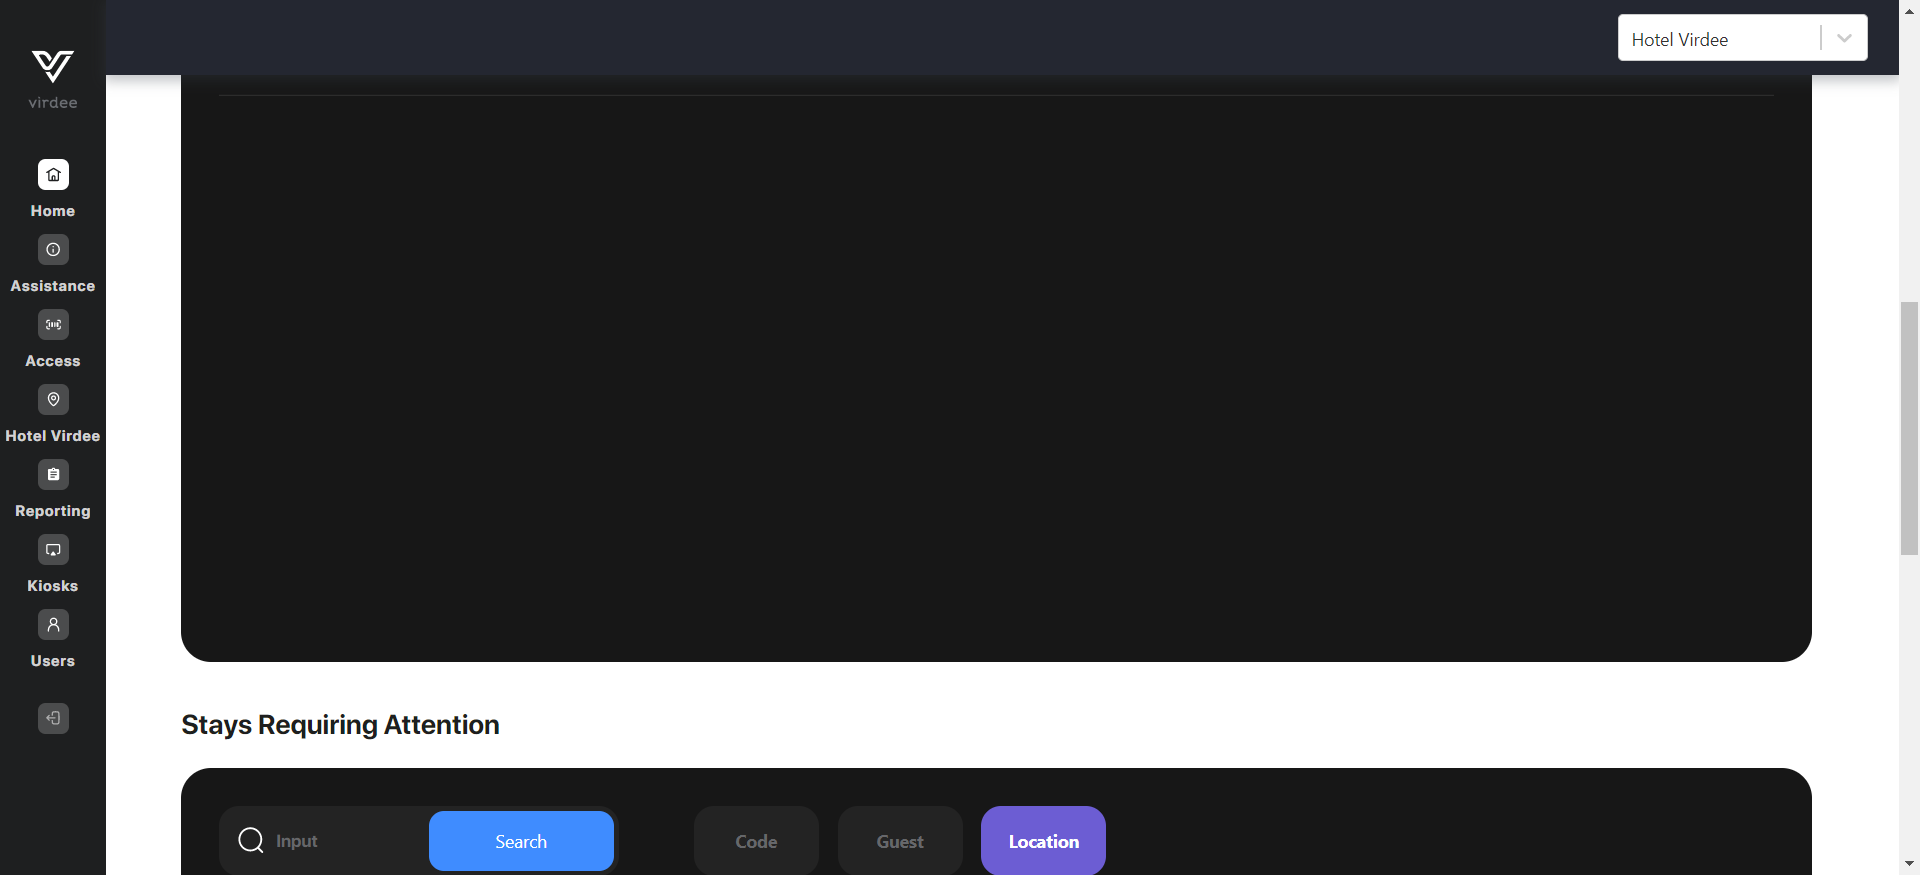 Hotel Virdee
virdee
Home
Assistance
Access
Hotel Virdee
Reporting
Kiosks
Users
Stays Requiring Attention
Input
Search
Code
Guest
Location